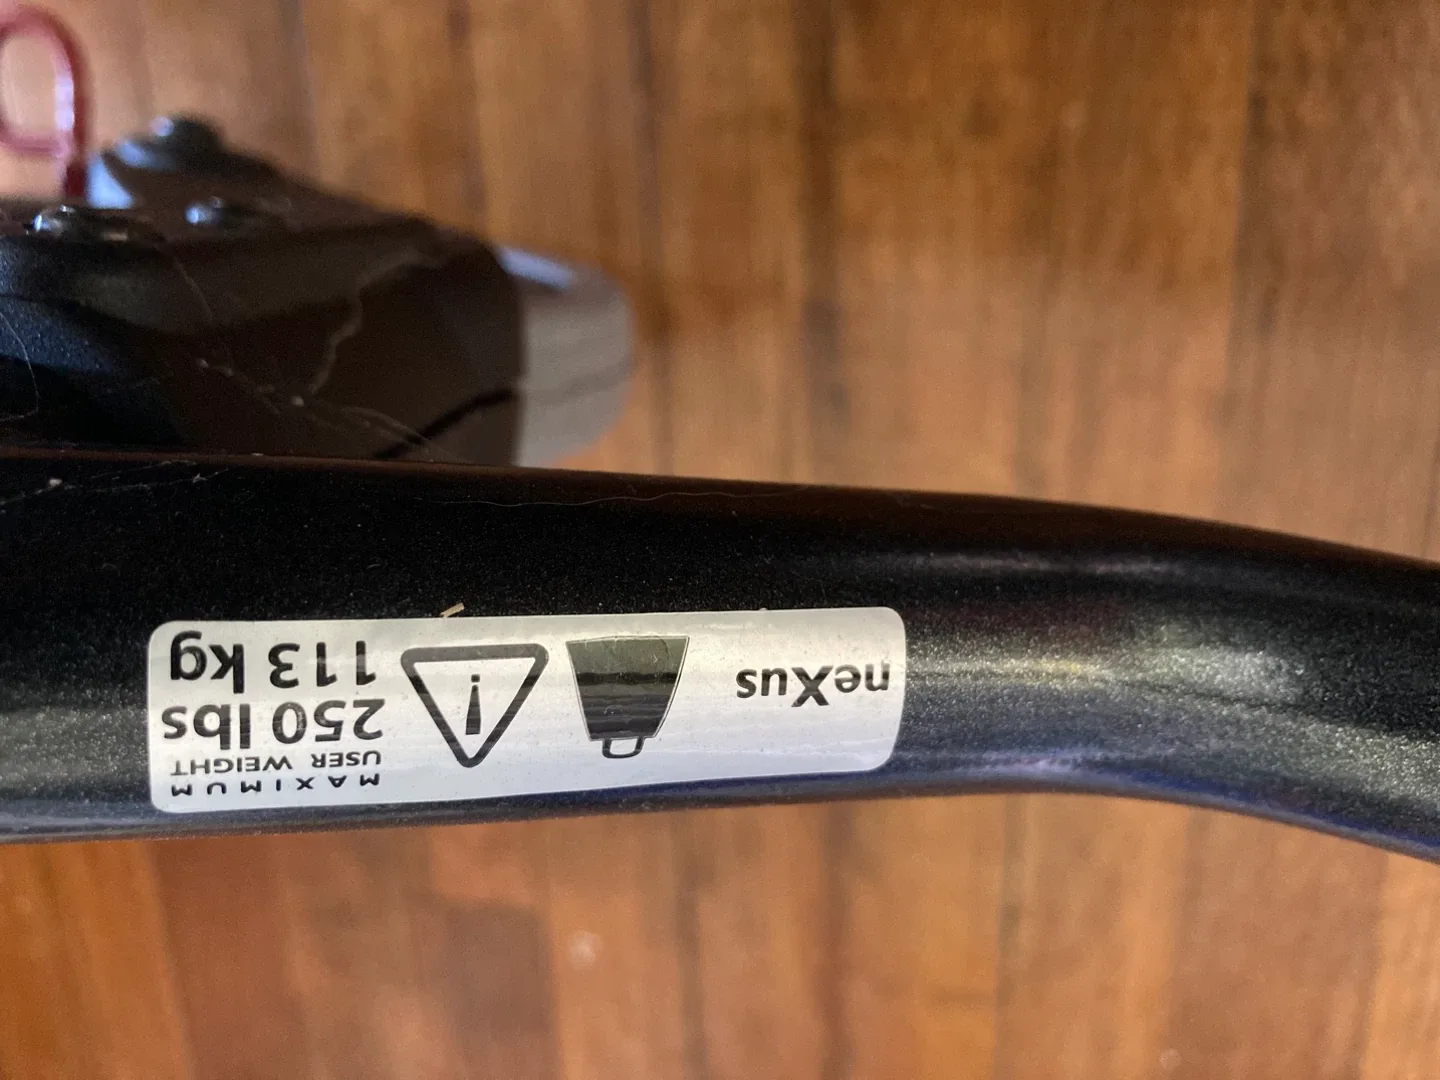 neXus
MAXIMUM
USER WEIGHT
250 lbs
113 kg